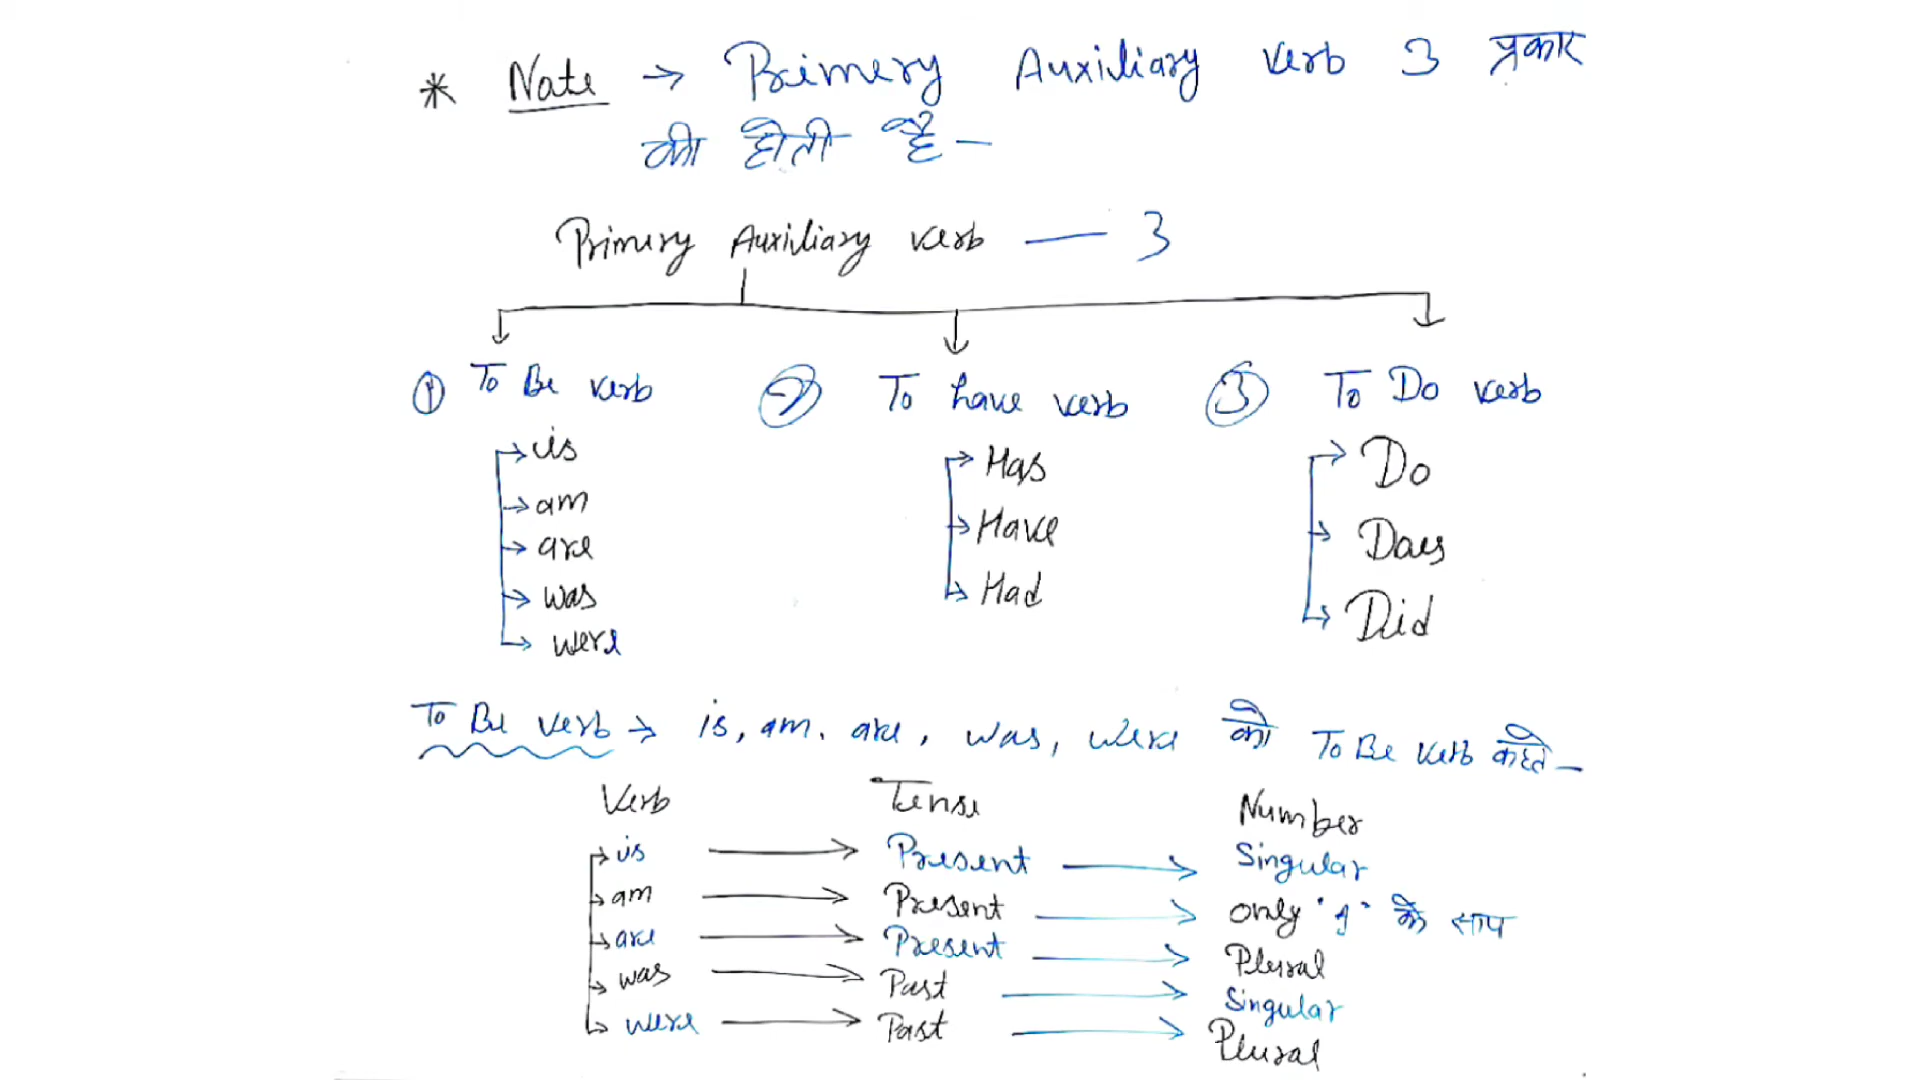 * Note → Primery Auxiliary verb 3 प्रकार
की होती है -
Primery Auxiliary verb — 3
① To Be verb ② To have verb ③ To Do verb
→ is → Has → Do
→ am → Have → Does
→ are → Had → Did
→ was
→ were
To Be verb → is, am, are, was, were को To Be verb कहते -
Verb Tense Number
→ is → Present → Singular
→ am → Present → only "I" के साथ
→ are → Present → Plural
→ was → Past → Singular
→ were → Past → Plural